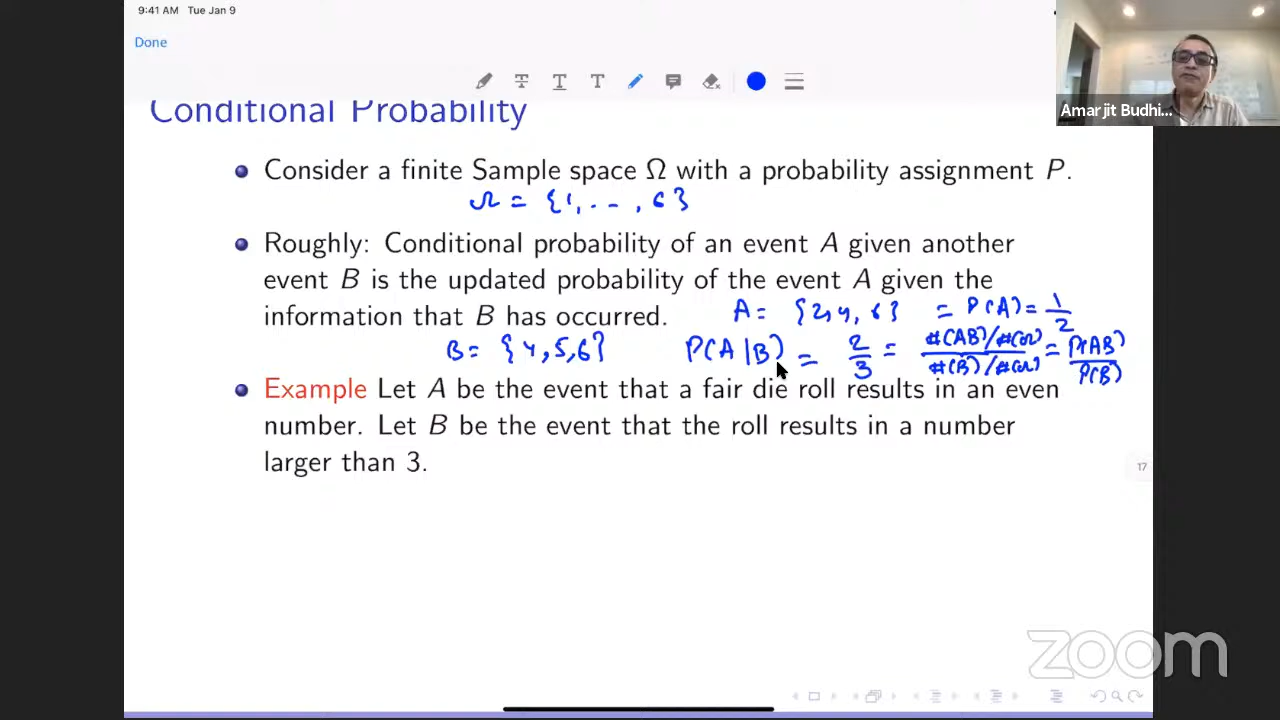 9:41 AM Tue Jan 9
Done
Conditional Probability
Amarjit Budhi...
Consider a finite Sample space Ω with a probability assignment P.
Ω = {1, ... , 6}
Roughly: Conditional probability of an event A given another
event B is the updated probability of the event A given the
information that B has occurred.
A = {2, 4, 6} = P(A) = 1/2
B = {4, 5, 6} P(A|B) = 2/3 = #(AB)/#(Ω) / #(B)/#(Ω) = P(AB)/P(B)
Example Let A be the event that a fair die roll results in an even
number. Let B be the event that the roll results in a number
larger than 3.
17
zoom